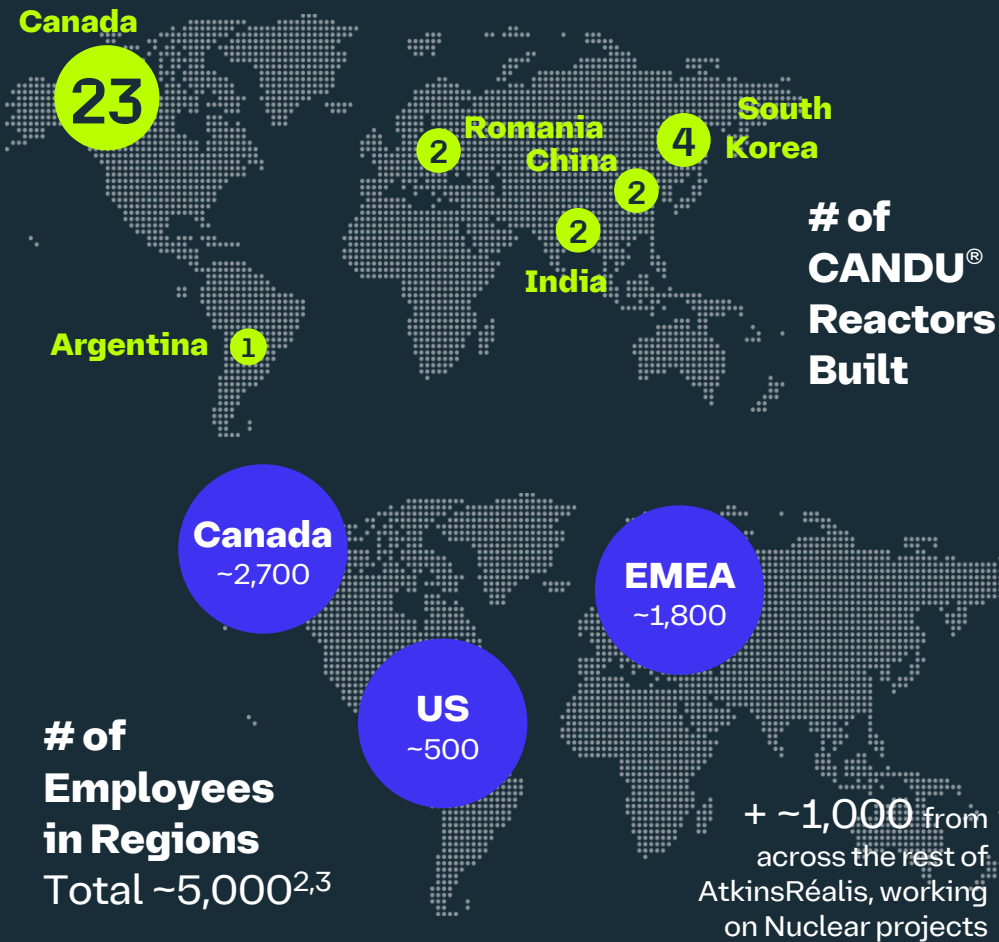 Canada
23
Romania
2
China
2
4
South
Korea
2
India
Argentina
1
# of
CANDU®
Reactors
Built
Canada
~2,700
EMEA
~1,800
US
~500
# of
Employees
in Regions
Total ~5,000²,³
+ ~1,000 from
across the rest of
AtkinsRéalis, working
on Nuclear projects